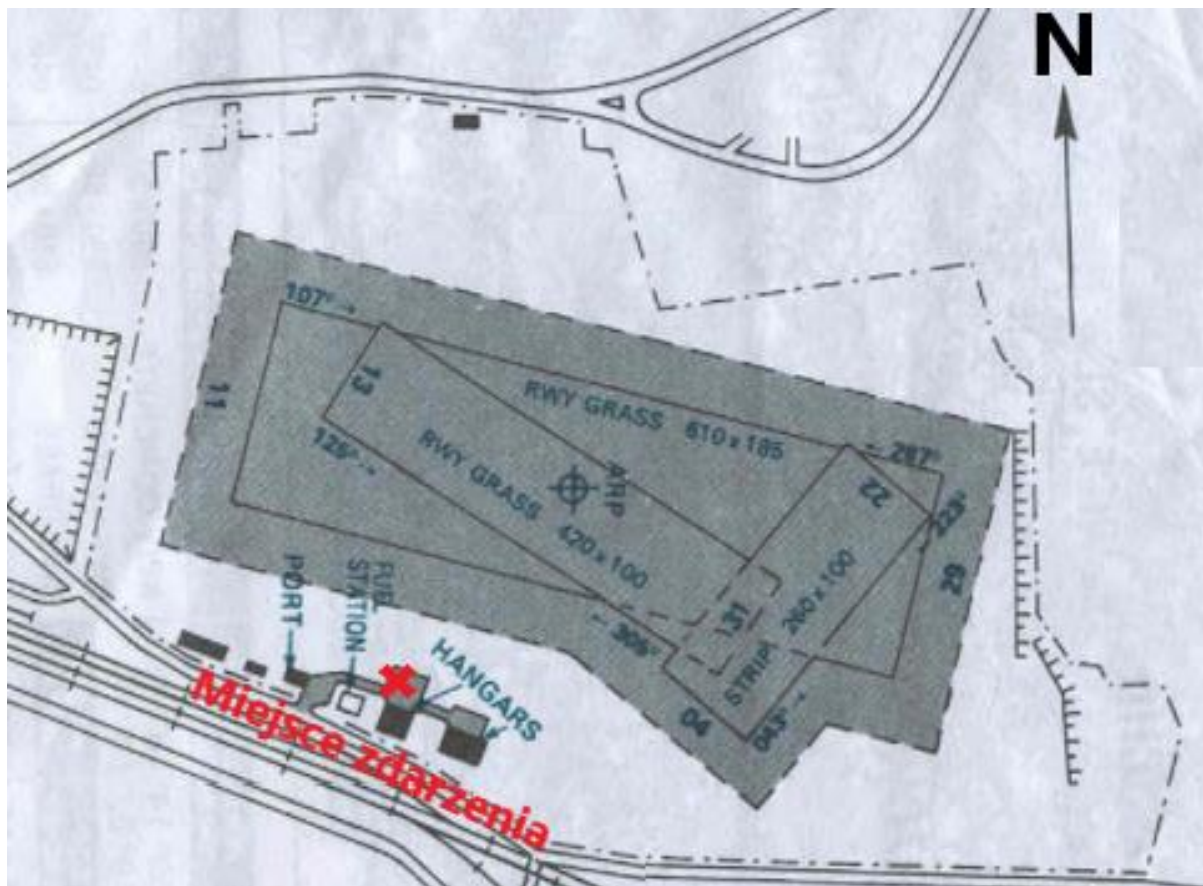 N
107° →
11
13
RWY GRASS 610 x 185
← 287°
125° →
RWY GRASS 420 x 100
ARP
22
223°
29
FUEL
STATION
PORT
HANGARS
← 305°
31
STRIP 260 x 100
04
043° →
Miejsce zdarzenia